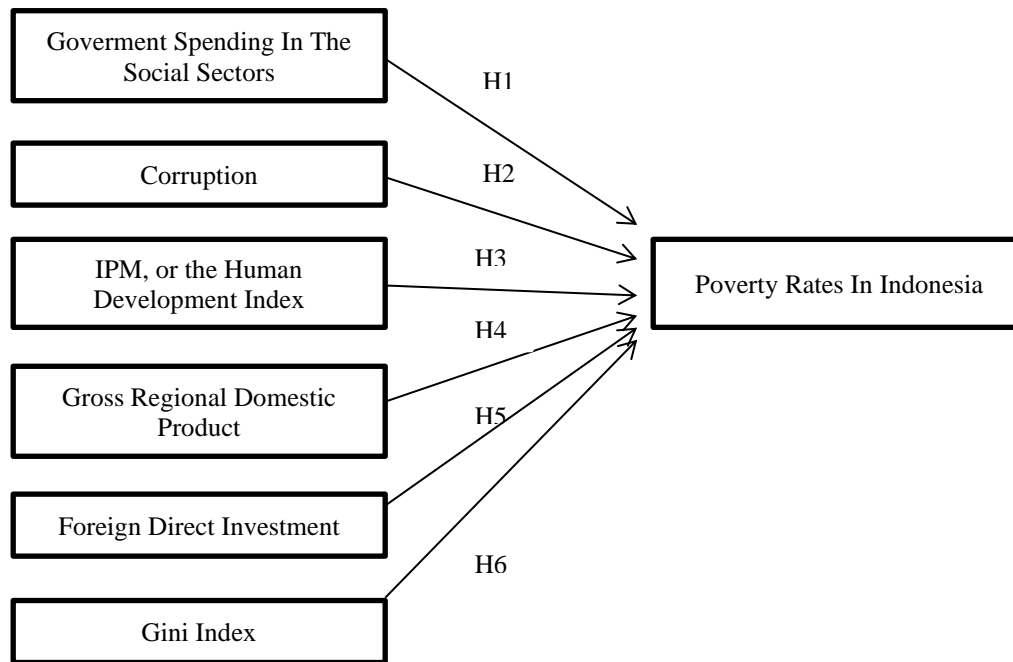 Goverment Spending In The
Social Sectors
H1
Corruption
H2
IPM, or the Human
Development Index
H3
Poverty Rates In Indonesia
H4
Gross Regional Domestic
Product
H5
Foreign Direct Investment
H6
Gini Index